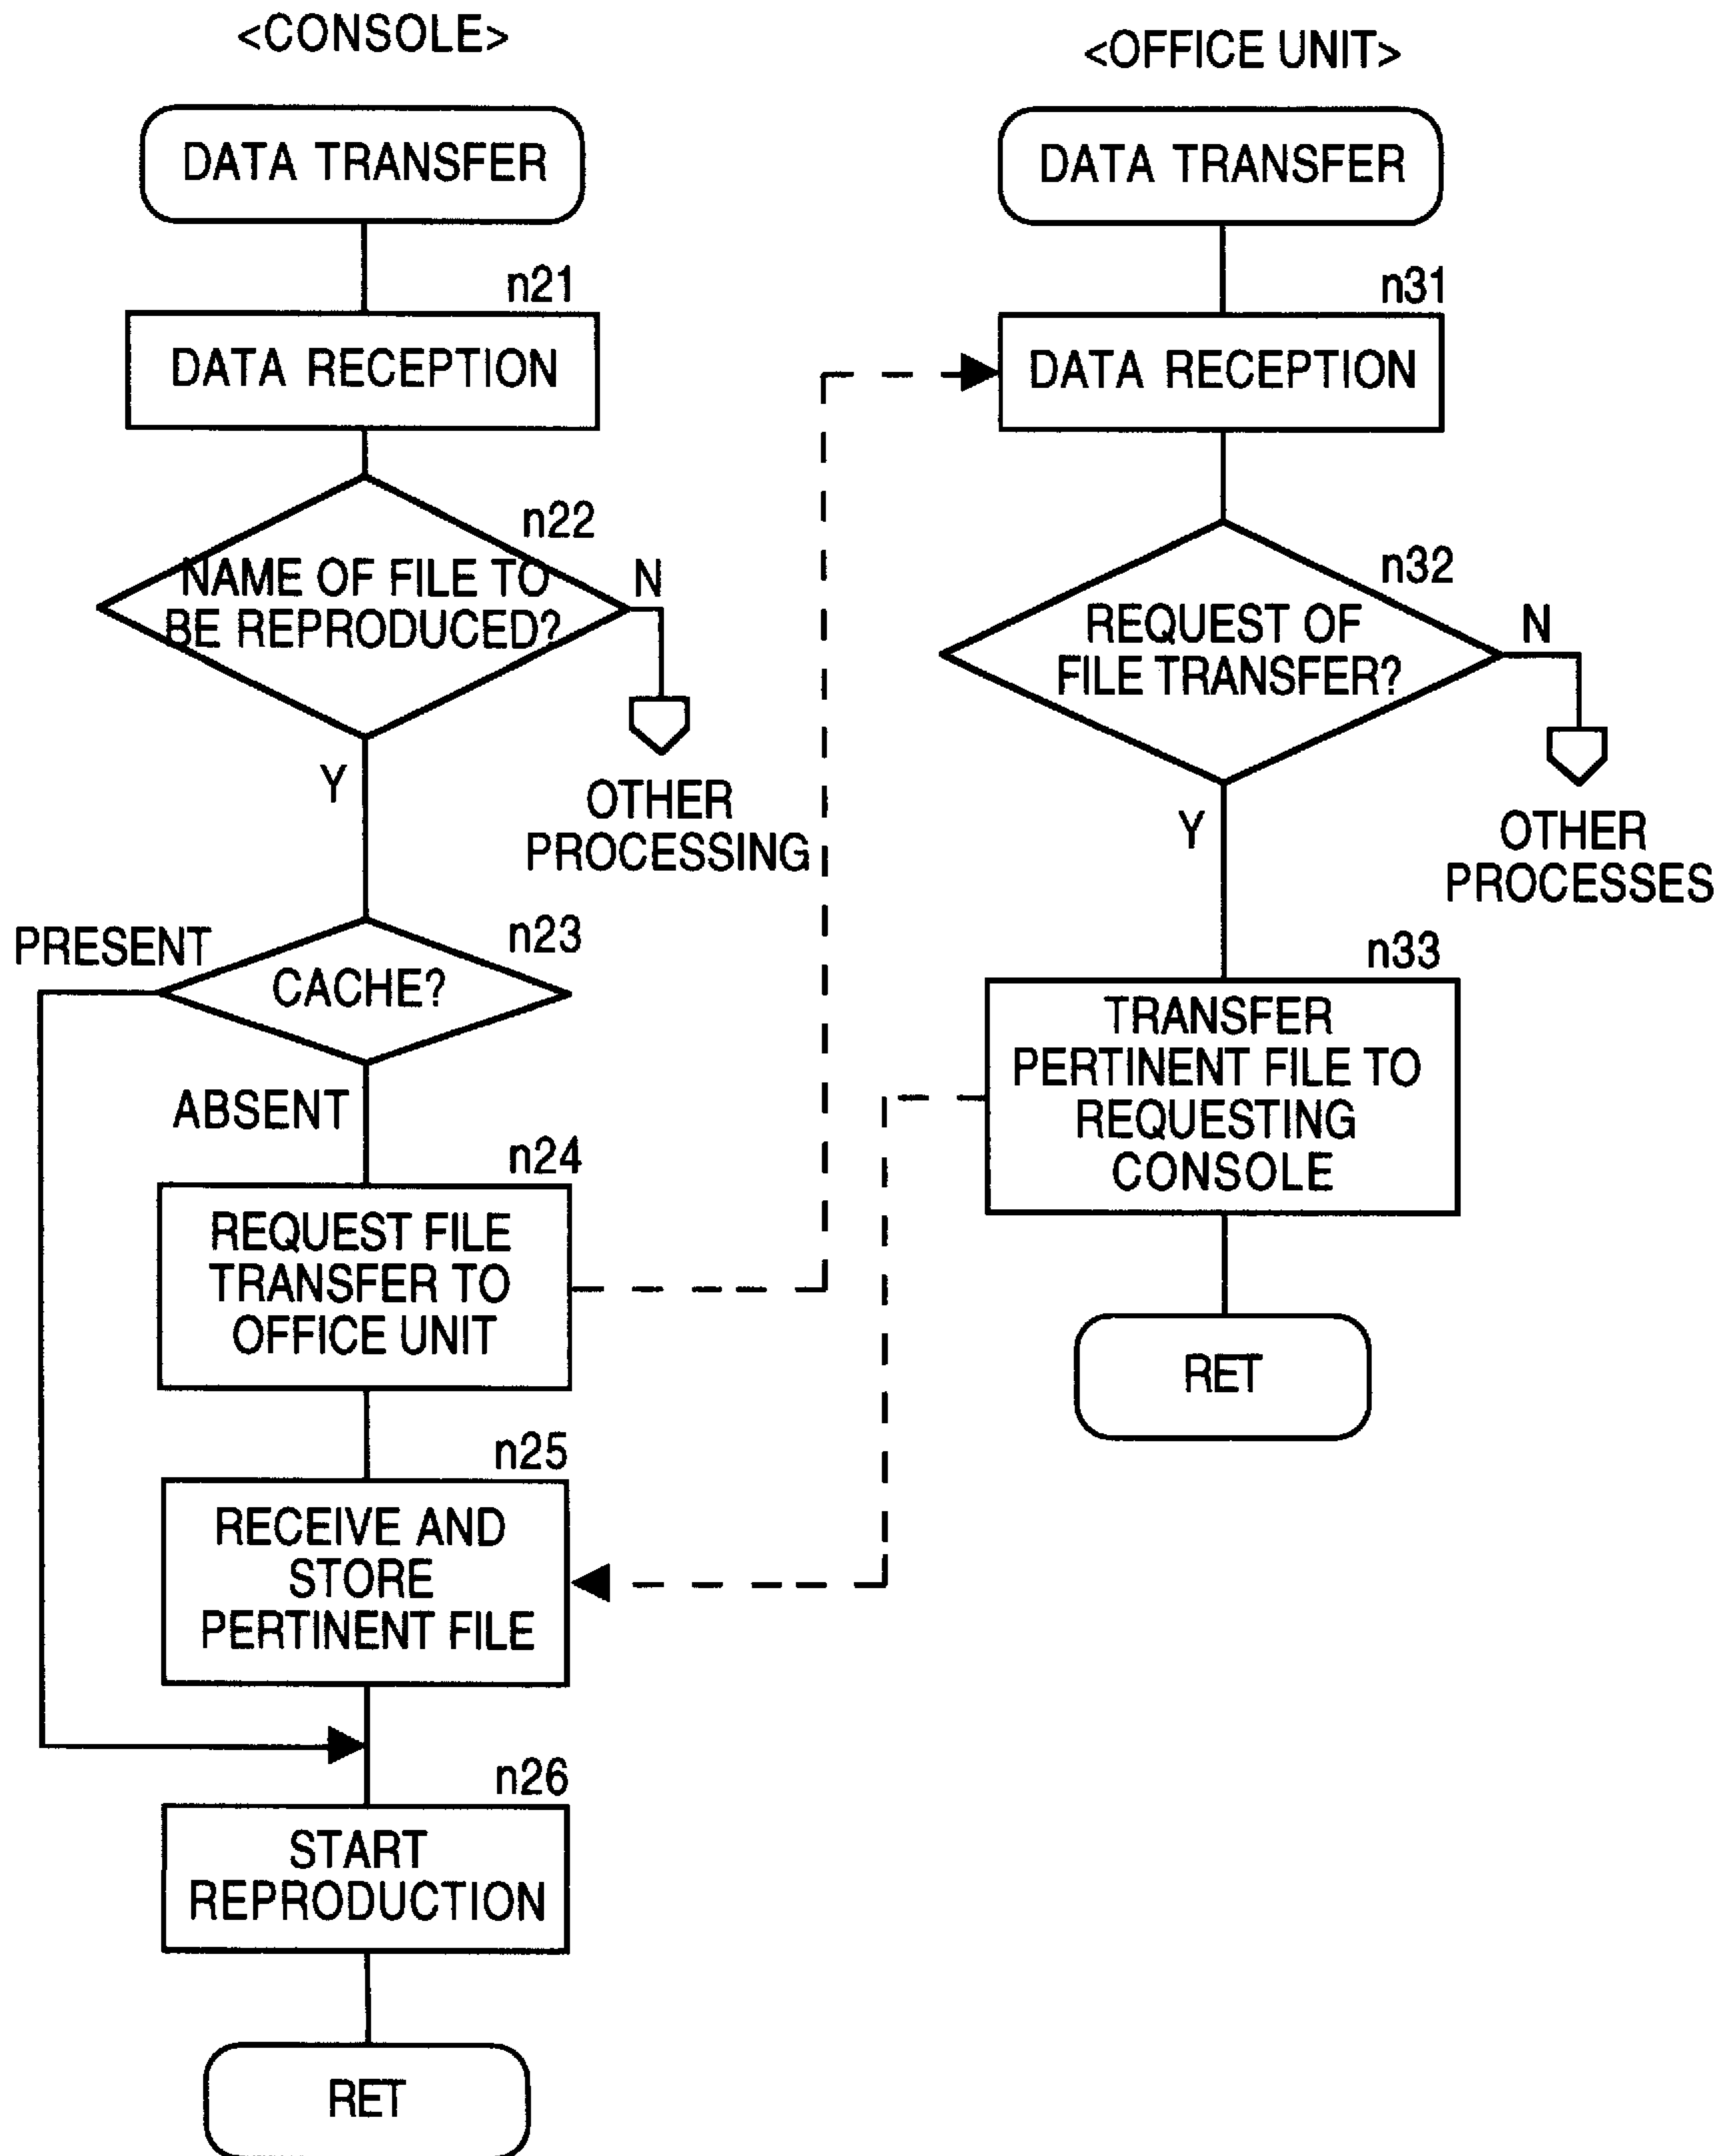 <CONSOLE>
DATA TRANSFER
n21
DATA RECEPTION
n22
NAME OF FILE TO
BE REPRODUCED?
N
OTHER
PROCESSING
Y
n23
PRESENT
CACHE?
ABSENT
n24
REQUEST FILE
TRANSFER TO
OFFICE UNIT
n25
RECEIVE AND
STORE
PERTINENT FILE
n26
START
REPRODUCTION
RET
<OFFICE UNIT>
DATA TRANSFER
n31
DATA RECEPTION
n32
REQUEST OF
FILE TRANSFER?
N
OTHER
PROCESSES
Y
n33
TRANSFER
PERTINENT FILE TO
REQUESTING
CONSOLE
RET